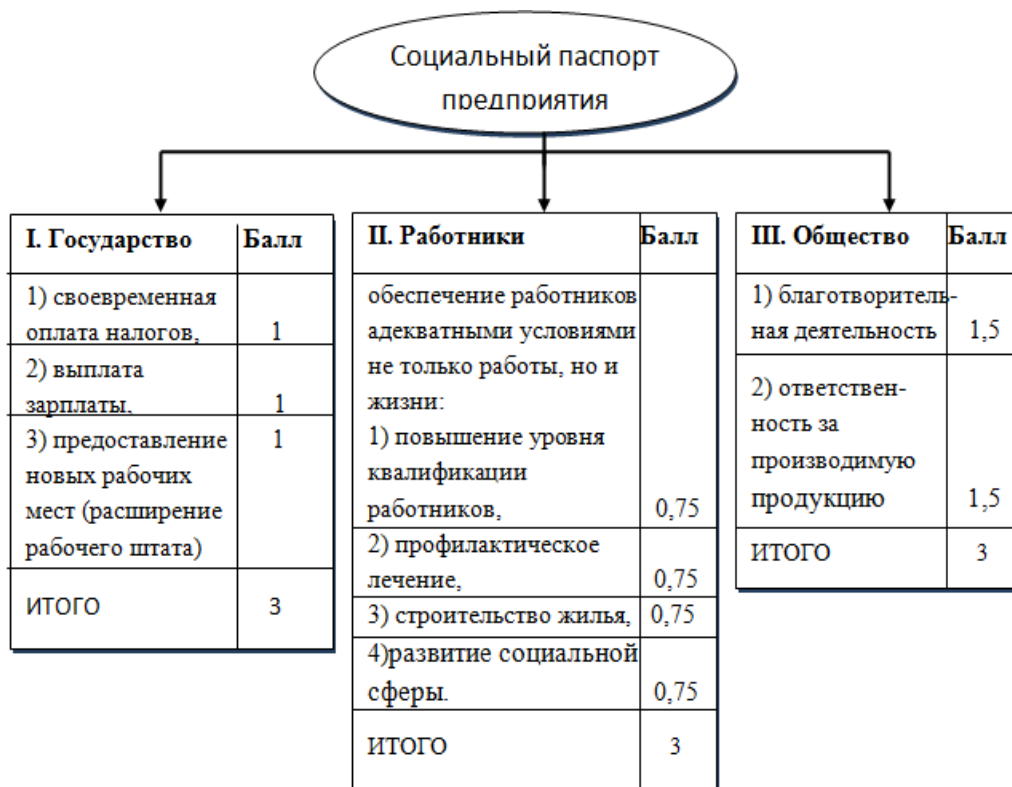 Социальный паспорт
предприятия
I. Государство Балл
1) своевременная
оплата налогов, 1
2) выплата
зарплаты, 1
3) предоставление 1
новых рабочих
мест (расширение
рабочего штата)
ИТОГО 3
II. Работники Балл
обеспечение работников
адекватными условиями
не только работы, но и
жизни:
1) повышение уровня
квалификации
работников, 0,75
2) профилактическое
лечение, 0,75
3) строительство жилья, 0,75
4)развитие социальной
сферы. 0,75
ИТОГО 3
III. Общество Балл
1) благотворитель-
ная деятельность 1,5
2) ответствен-
ность за
производимую
продукцию 1,5
ИТОГО 3